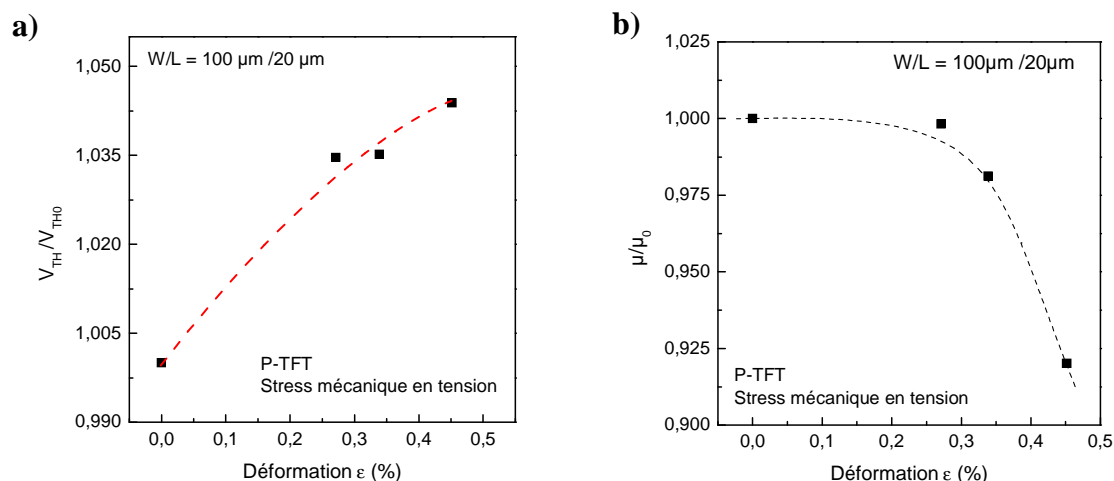 a)
W/L = 100 µm /20 µm
1,050
1,035
1,020
1,005
0,990
V_TH /V_TH0
P-TFT
Stress mécanique en tension
0,0 0,1 0,2 0,3 0,4 0,5
Déformation ε (%)
b)
W/L = 100µm /20µm
1,025
1,000
0,975
0,950
0,925
0,900
µ/µ_0
P-TFT
Stress mécanique en tension
0,0 0,1 0,2 0,3 0,4 0,5
Déformation ε (%)